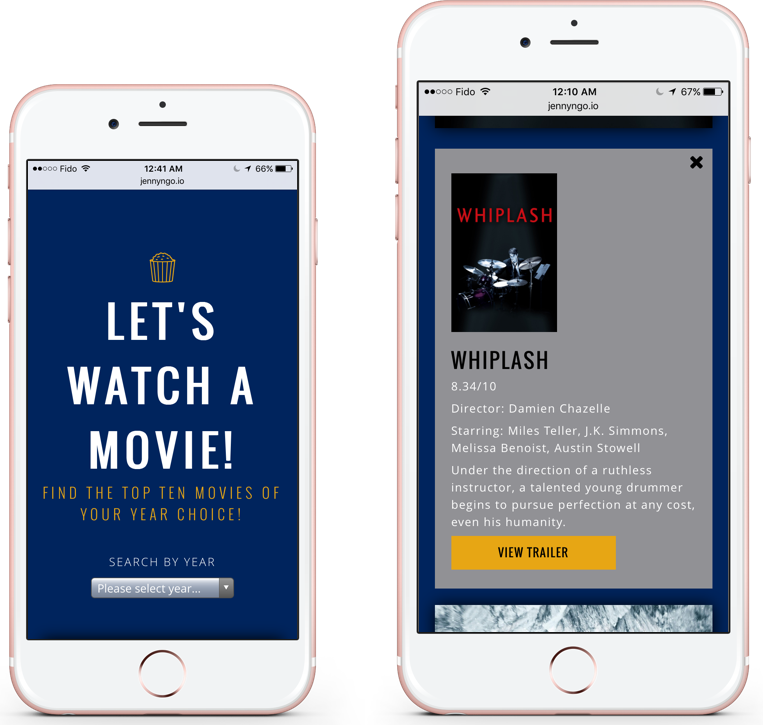 Fido 12:41 AM 66%
jennyngo.io
LET'S
WATCH A
MOVIE!
FIND THE TOP TEN MOVIES OF
YOUR YEAR CHOICE!
SEARCH BY YEAR
Please select year...
Fido 12:10 AM 67%
jennyngo.io
WHIPLASH
WHIPLASH
8.34/10
Director: Damien Chazelle
Starring: Miles Teller, J.K. Simmons,
Melissa Benoist, Austin Stowell
Under the direction of a ruthless
instructor, a talented young drummer
begins to pursue perfection at any cost,
even his humanity.
VIEW TRAILER